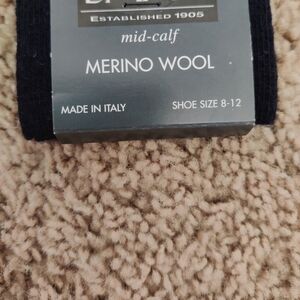 ESTABLISHED 1905
mid-calf
MERINO WOOL
MADE IN ITALY
SHOE SIZE 8-12